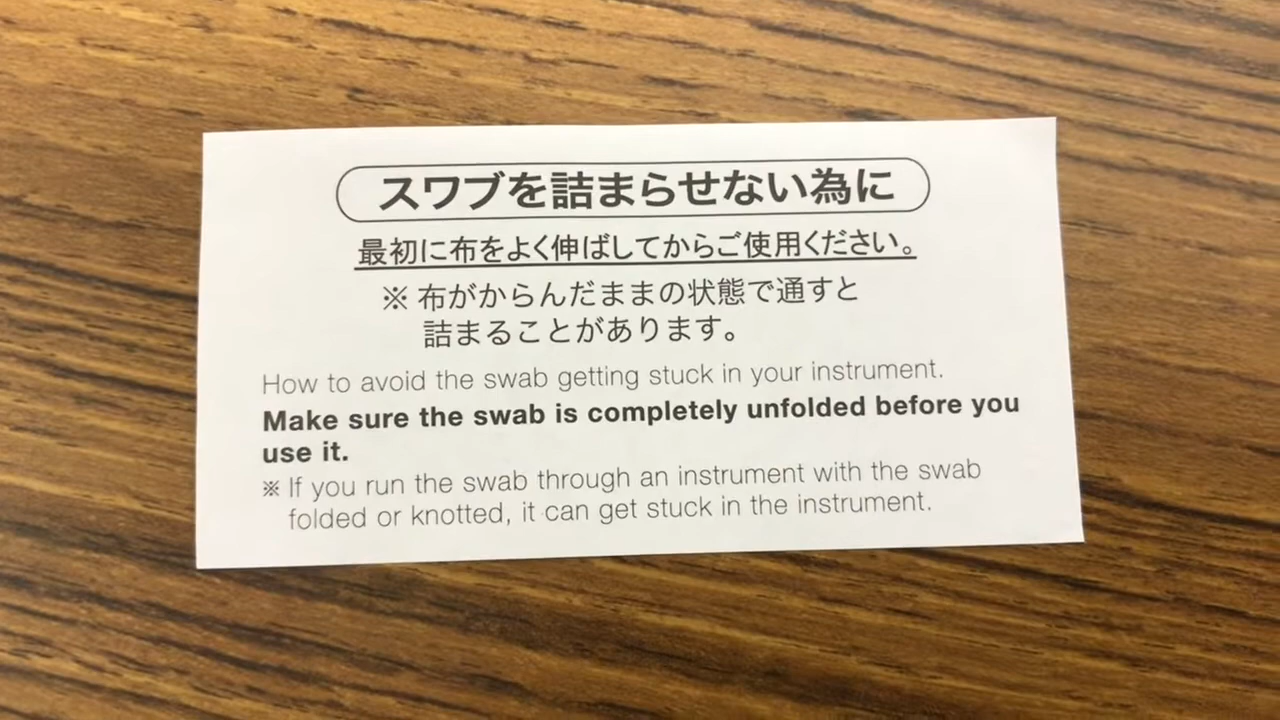 スワブを詰まらせない為に
最初に布をよく伸ばしてからご使用ください。
※ 布がからんだままの状態で通すと
詰まることがあります。
How to avoid the swab getting stuck in your instrument.
Make sure the swab is completely unfolded before you
use it.
※ If you run the swab through an instrument with the swab
folded or knotted, it can get stuck in the instrument.